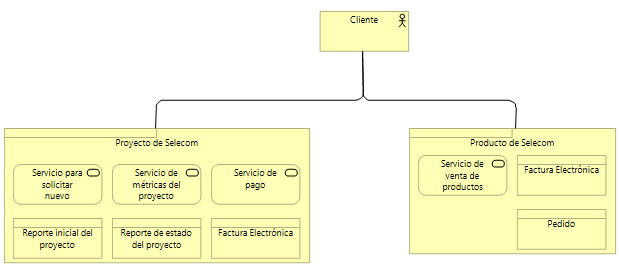 Cliente
Proyecto de Selecom
Servicio para
solicitar
nuevo
Servicio de
métricas del
proyecto
Servicio de
pago
Reporte inicial del
proyecto
Reporte de estado
del proyecto
Factura Electrónica
Producto de Selecom
Servicio de
venta de
productos
Factura Electrónica
Pedido